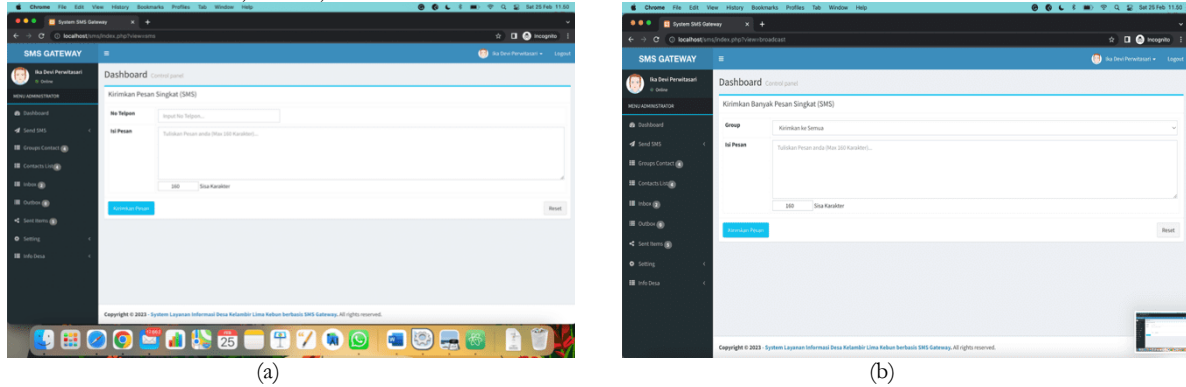 Chrome File Edit View History Bookmarks Profiles Tab Window Help Sat 25 Feb 11.50
System SMS Gateway
localhost/sms/index.php?view=sms Incognito
SMS GATEWAY Ika Devi Perwitasari Logout
Ika Devi Perwitasari
Online
Dashboard Control panel
MENU ADMINISTRATOR
Kirimkan Pesan Singkat (SMS)
Dashboard
No Telpon Input No Telpon...
Send SMS
Isi Pesan Tuliskan Pesan anda (Max 160 Karakter)...
Groups Contact
Contacts List
Inbox
160 Sisa Karakter
Outbox
Kirimkan Pesan Reset
Sent Items
Setting
Info Desa
Copyright © 2023 - System Layanan Informasi Desa Kelambir Lima Kebun berbasis SMS Gateway. All rights reserved.
25
(a)
Chrome File Edit View History Bookmarks Profiles Tab Window Help Sat 25 Feb 11.50
System SMS Gateway
localhost/sms/index.php?view=broadcast Incognito
SMS GATEWAY Ika Devi Perwitasari Logout
Ika Devi Perwitasari
Online
Dashboard Control panel
MENU ADMINISTRATOR
Kirimkan Banyak Pesan Singkat (SMS)
Dashboard
Group Kirimkan ke Semua
Send SMS
Isi Pesan Tuliskan Pesan anda (Max 160 Karakter)...
Groups Contact
Contacts List
Inbox
160 Sisa Karakter
Outbox
Kirimkan Pesan Reset
Sent Items
Setting
Info Desa
Copyright © 2023 - System Layanan Informasi Desa Kelambir Lima Kebun berbasis SMS Gateway. All rights reserved.
(b)